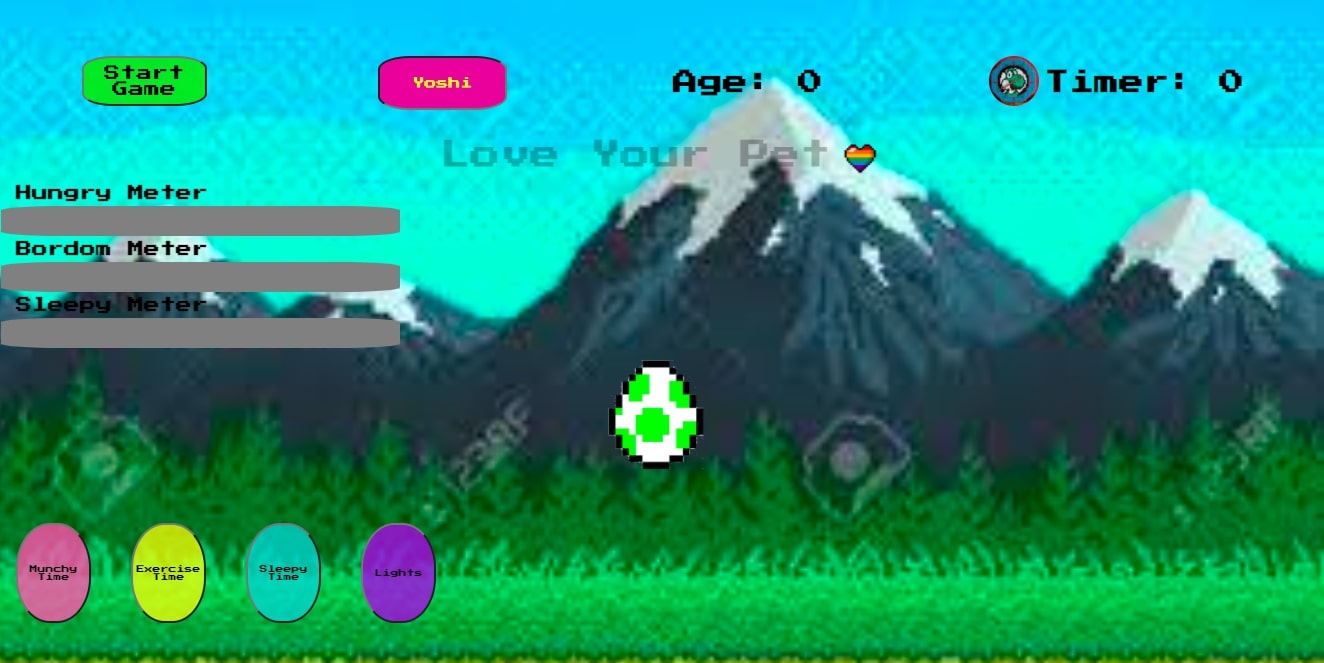 Start
Game
Yoshi
Age: 0
Timer: 0
Love Your Pet
Hungry Meter
Bordom Meter
Sleepy Meter
123RF
Munchy
Time
Exercise
Time
Sleepy
Time
Lights